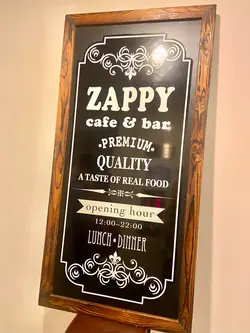 ZAPPY
cafe & bar
·PREMIUM·
QUALITY
A TASTE OF REAL FOOD
opening hour
12:00-22:00
LUNCH·DINNER